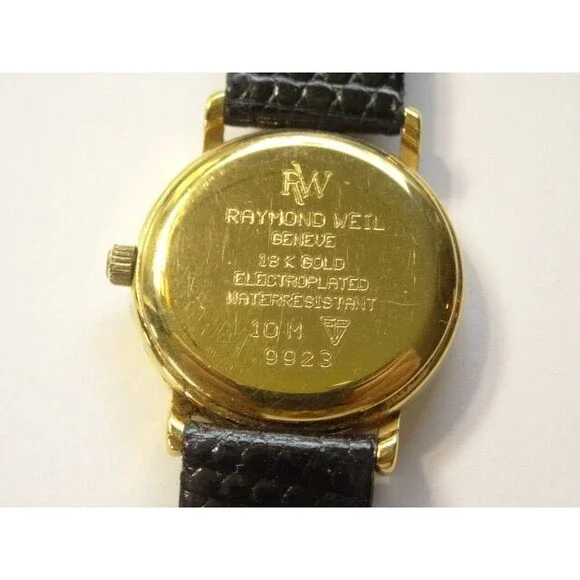 RW
RAYMOND WEIL
GENEVE
18 K GOLD
ELECTROPLATED
WATERRESISTANT
10 M
9923